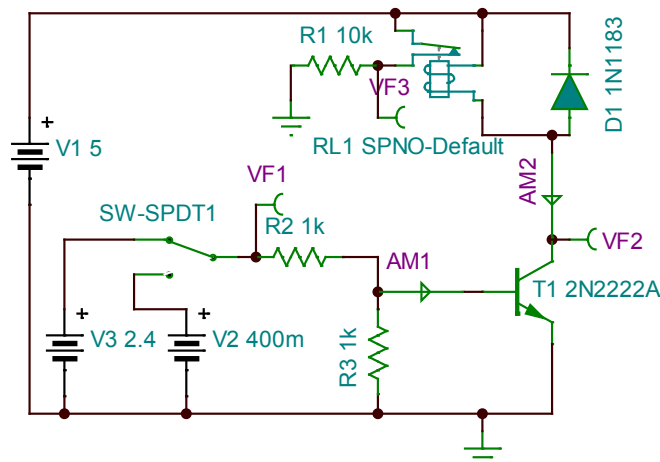 R1 10k
VF3
RL1 SPNO-Default
D1 1N1183
+
V1 5
VF1
SW-SPDT1
R2 1k
AM2
VF2
AM1
T1 2N2222A
+
V3 2.4
+
V2 400m
R3 1k